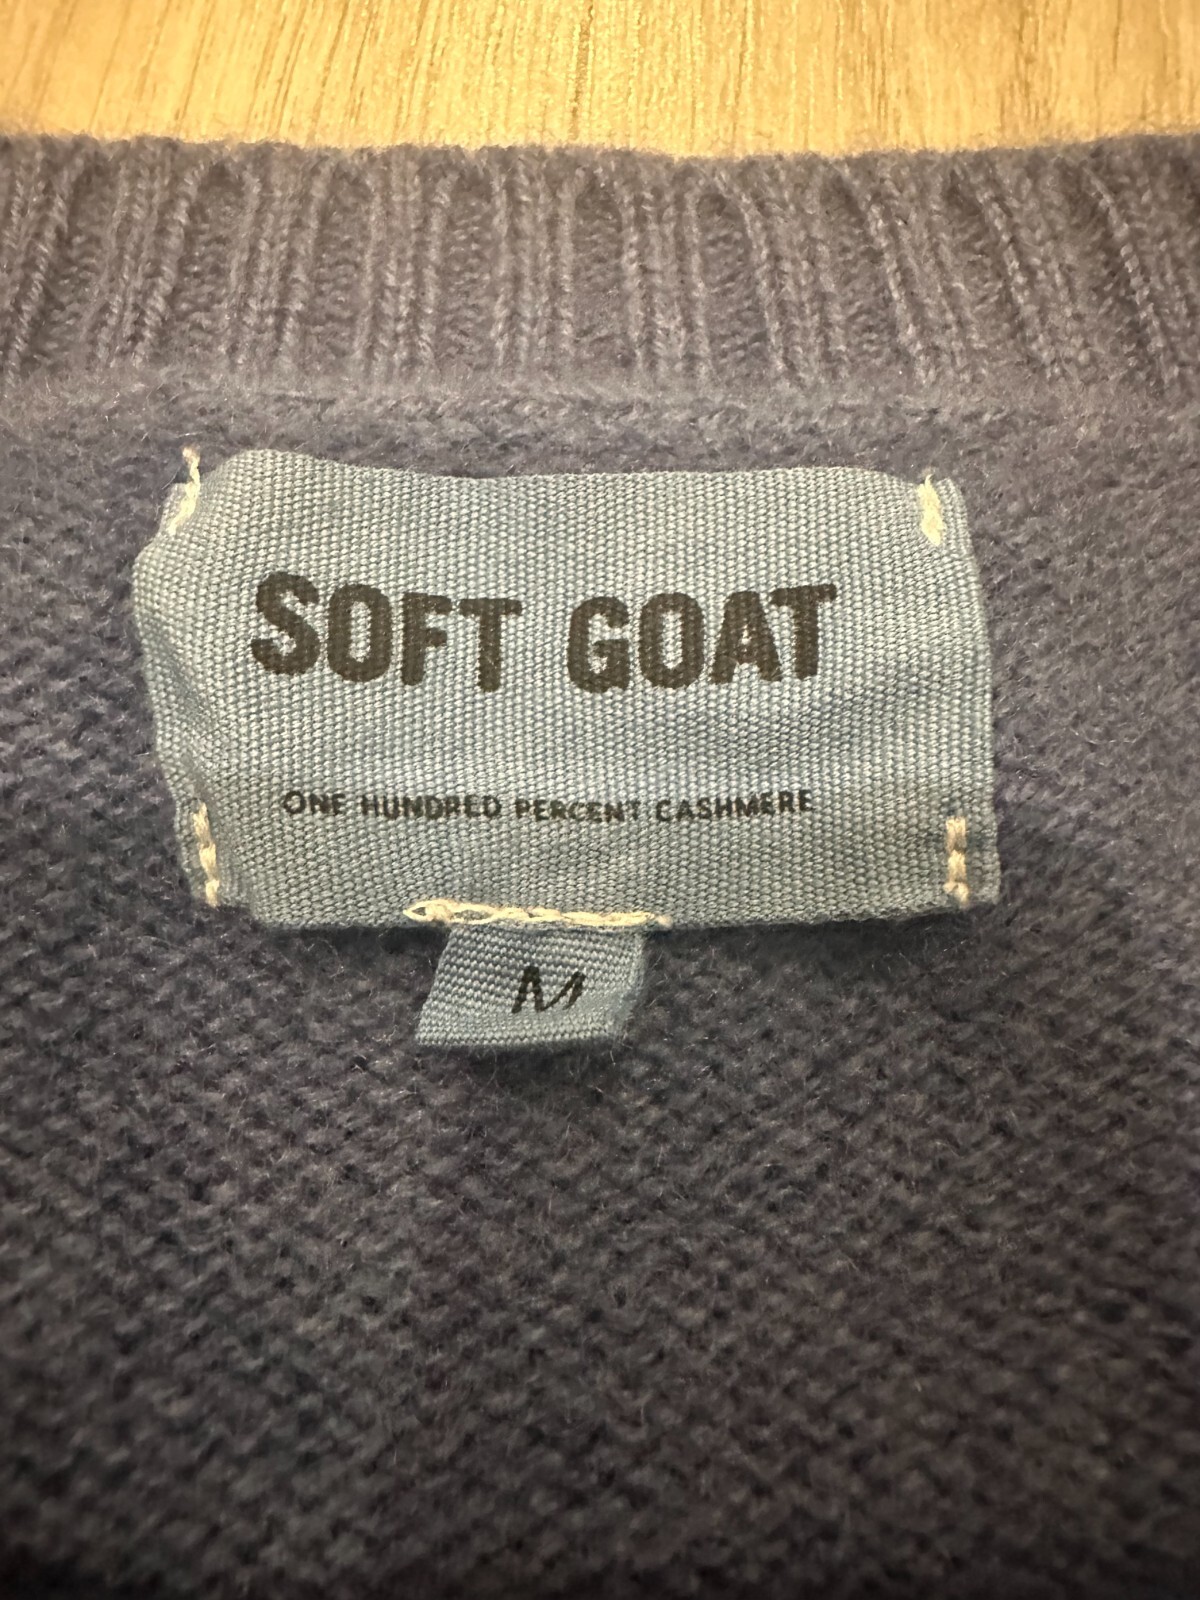 SOFT GOAT
ONE HUNDRED PERCENT CASHMERE
M